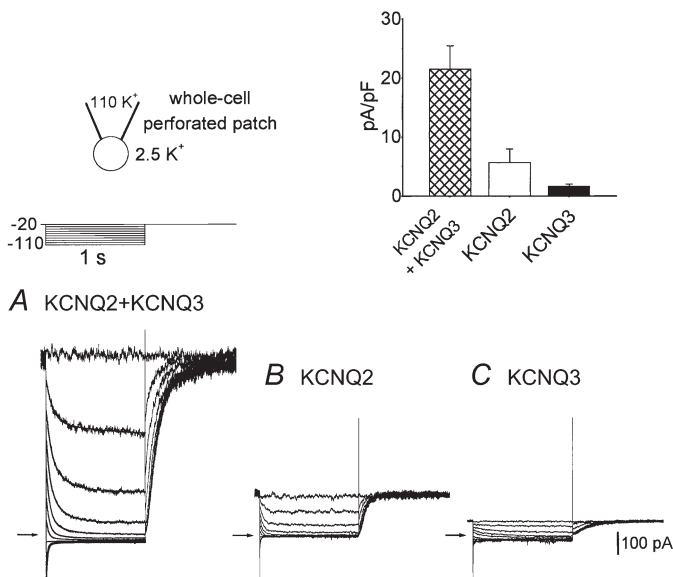 110 K+
whole-cell
perforated patch
2.5 K+
-20
-110
1 s
30
20
10
0
pA/pF
KCNQ2
+ KCNQ3
KCNQ2
KCNQ3
A KCNQ2+KCNQ3
B KCNQ2
C KCNQ3
100 pA